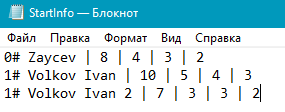 StartInfo — Блокнот
Файл Правка Формат Вид Справка
0# Zaycev | 8 | 4 | 3 | 2
1# Volkov Ivan | 10 | 5 | 4 | 3
1# Volkov Ivan 2 | 7 | 3 | 3 | 2